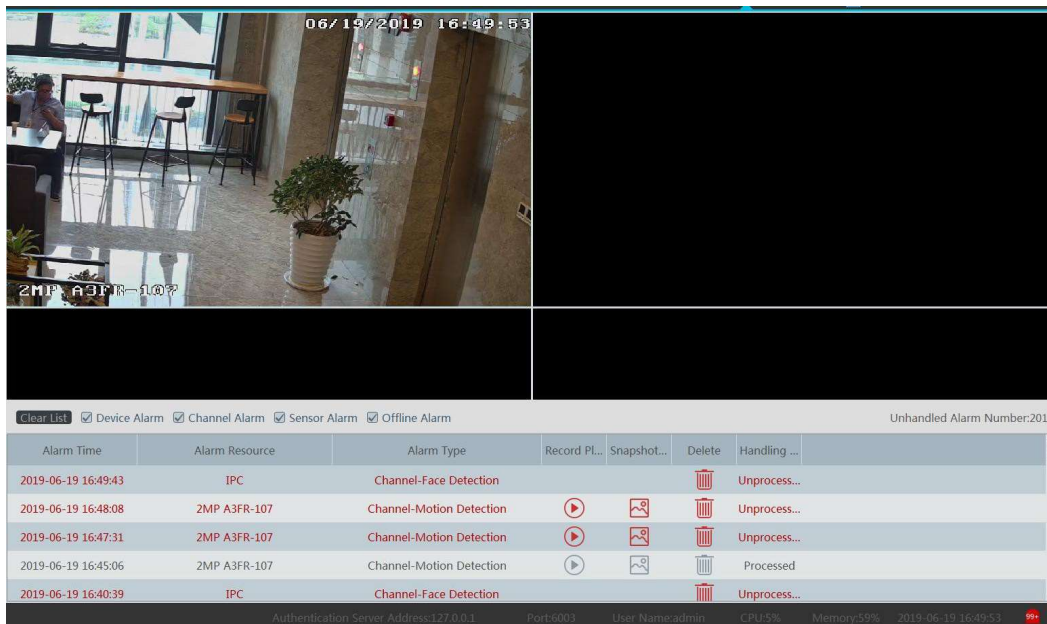 06/19/2019 16:49:53
2MP A3FR-107
Clear List Device Alarm Channel Alarm Sensor Alarm Offline Alarm Unhandled Alarm Number:201
Alarm Time Alarm Resource Alarm Type Record Pl... Snapshot... Delete Handling ...
2019-06-19 16:49:43 IPC Channel-Face Detection Unprocess...
2019-06-19 16:48:08 2MP A3FR-107 Channel-Motion Detection Unprocess...
2019-06-19 16:47:31 2MP A3FR-107 Channel-Motion Detection Unprocess...
2019-06-19 16:45:06 2MP A3FR-107 Channel-Motion Detection Processed
2019-06-19 16:40:39 IPC Channel-Face Detection Unprocess...
Authentication Server Address:127.0.0.1 Port:6003 User Name:admin CPU:5% Memory:59% 2019-06-19 16:49:53 99+